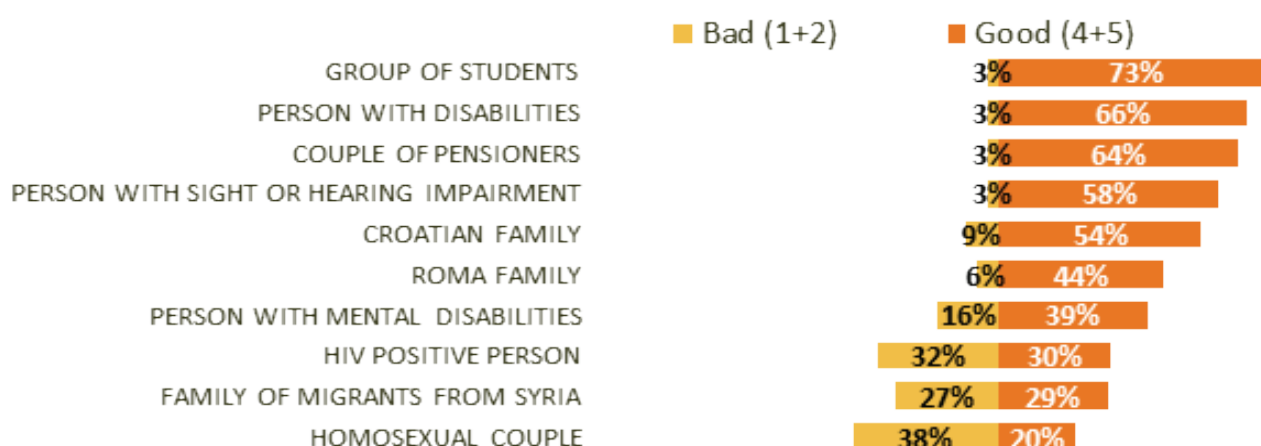 Bad (1+2) Good (4+5)
GROUP OF STUDENTS 3% 73%
PERSON WITH DISABILITIES 3% 66%
COUPLE OF PENSIONERS 3% 64%
PERSON WITH SIGHT OR HEARING IMPAIRMENT 3% 58%
CROATIAN FAMILY 9% 54%
ROMA FAMILY 6% 44%
PERSON WITH MENTAL DISABILITIES 16% 39%
HIV POSITIVE PERSON 32% 30%
FAMILY OF MIGRANTS FROM SYRIA 27% 29%
HOMOSEXUAL COUPLE 38% 20%